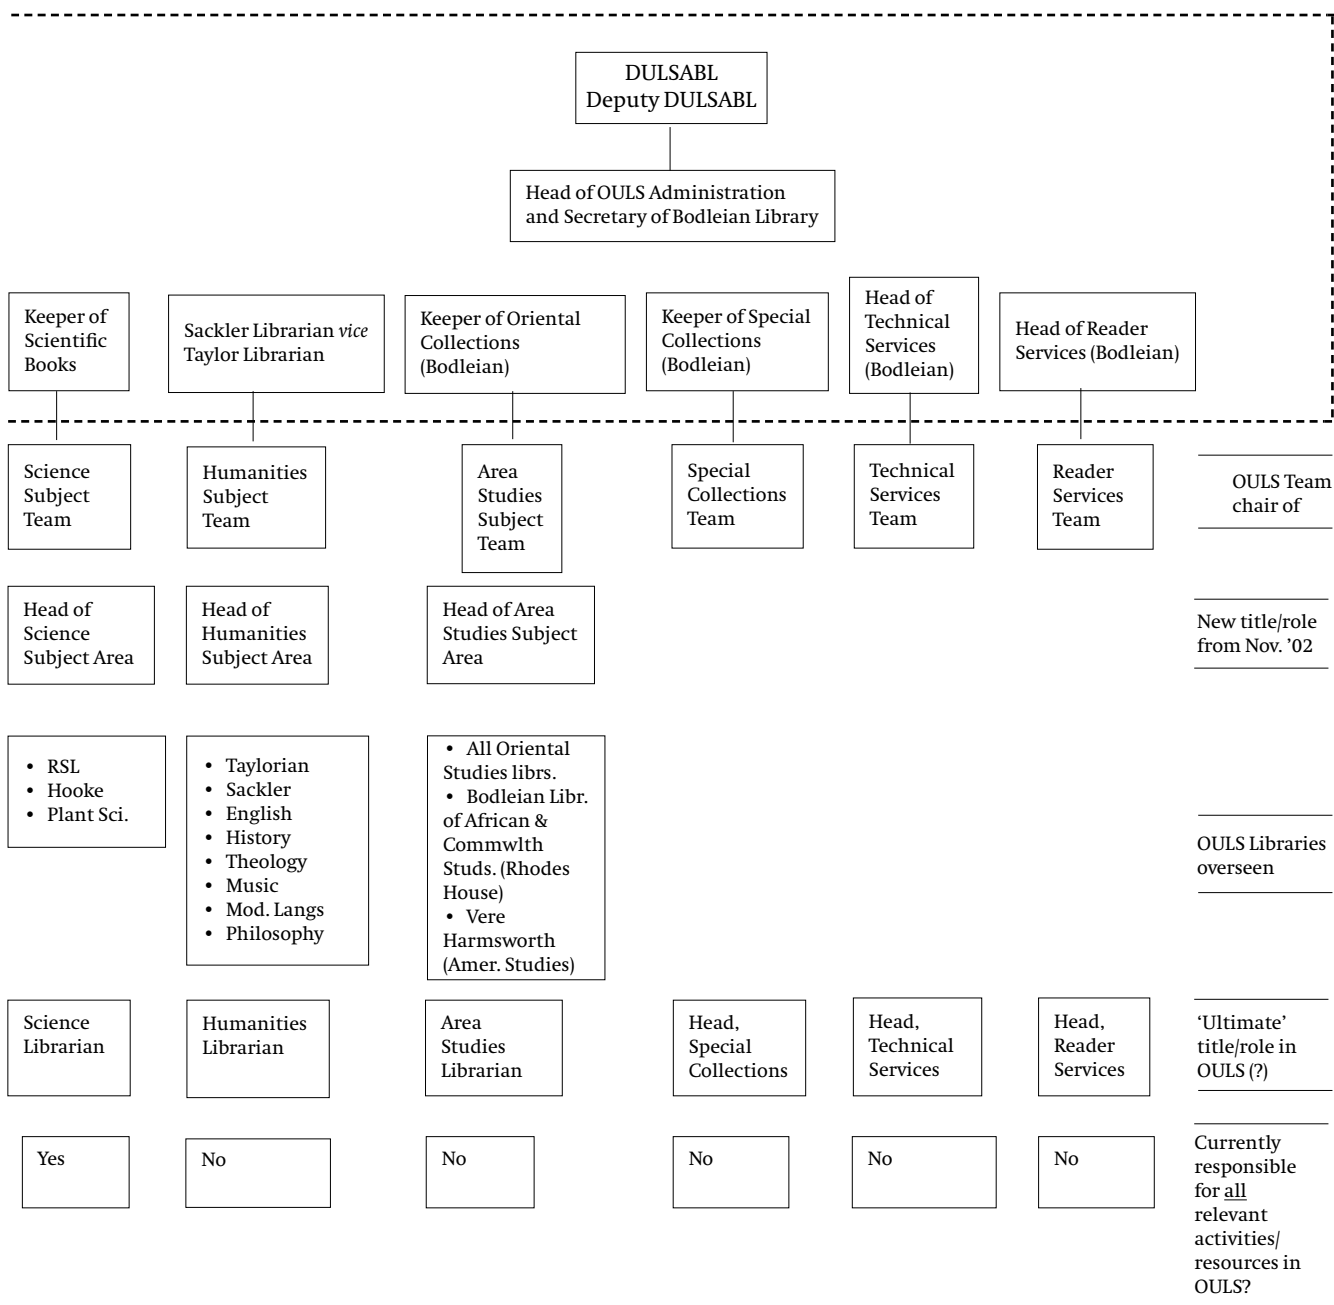 DULSABL
Deputy DULSABL
Head of OULS Administration
and Secretary of Bodleian Library
Keeper of
Scientific
Books
Sackler Librarian vice
Taylor Librarian
Keeper of Oriental
Collections
(Bodleian)
Keeper of Special
Collections
(Bodleian)
Head of
Technical
Services
(Bodleian)
Head of Reader
Services (Bodleian)
Science
Subject
Team
Humanities
Subject
Team
Area
Studies
Subject
Team
Special
Collections
Team
Technical
Services
Team
Reader
Services
Team
OULS Team
chair of
Head of
Science
Subject Area
Head of
Humanities
Subject Area
Head of Area
Studies Subject
Area
New title/role
from Nov. ’02
• RSL
• Hooke
• Plant Sci.
• Taylorian
• Sackler
• English
• History
• Theology
• Music
• Mod. Langs
• Philosophy
• All Oriental
Studies librs.
• Bodleian Libr.
of African &
Commwlth
Studs. (Rhodes
House)
• Vere
Harmsworth
(Amer. Studies)
OULS Libraries
overseen
Science
Librarian
Humanities
Librarian
Area
Studies
Librarian
Head,
Special
Collections
Head,
Technical
Services
Head,
Reader
Services
‘Ultimate’
title/role in
OULS (?)
Yes
No
No
No
No
No
Currently
responsible
for all
relevant
activities/
resources in
OULS?